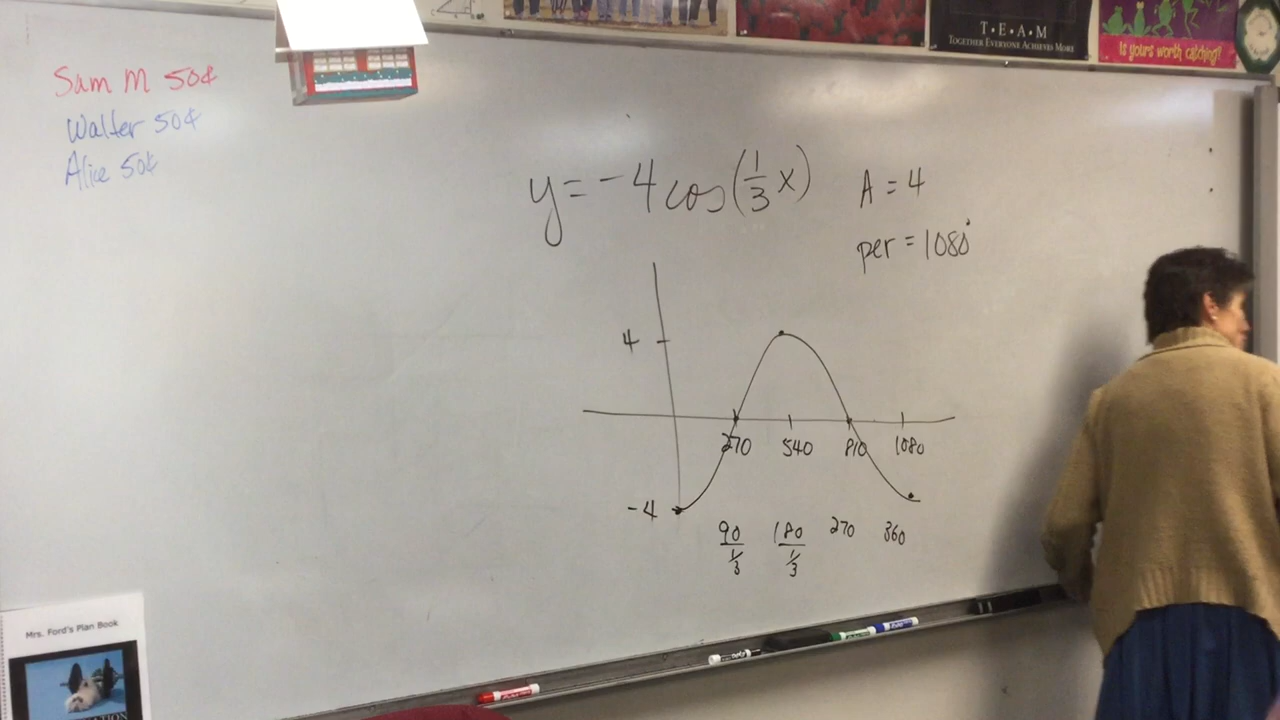 T•E•A•M
TOGETHER EVERYONE ACHIEVES MORE
Is yours worth catching?
Sam M 50¢
Walter 50¢
Alice 50¢
y = -4 cos(1/3 x)
A = 4
per = 1080°
4
270 540 810 1080
-4
90/(1/3) 180/(1/3) 270 360
Mrs. Ford's Plan Book